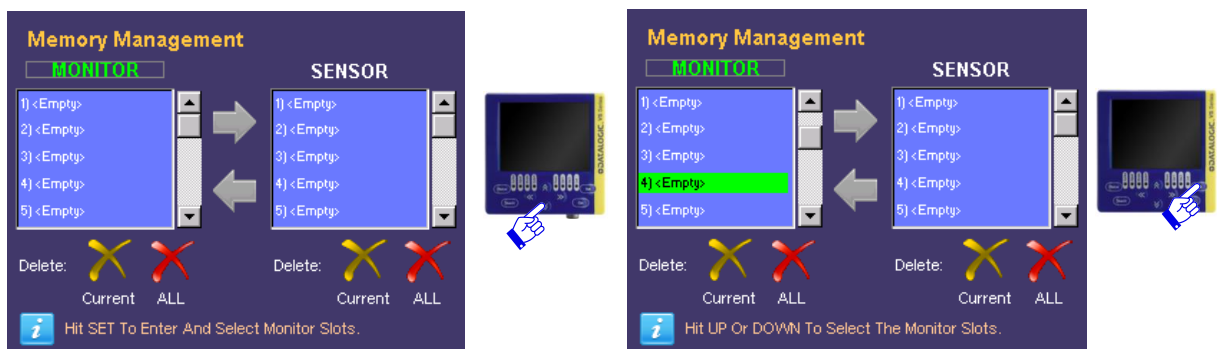 Memory Management
MONITOR SENSOR
1) <Empty> 1) <Empty>
2) <Empty> 2) <Empty>
3) <Empty> 3) <Empty>
4) <Empty> 4) <Empty>
5) <Empty> 5) <Empty>
Delete: Delete:
Current ALL Current ALL
Hit SET To Enter And Select Monitor Slots.
DATALOGIC
Memory Management
MONITOR SENSOR
1) <Empty> 1) <Empty>
2) <Empty> 2) <Empty>
3) <Empty> 3) <Empty>
4) <Empty> 4) <Empty>
5) <Empty> 5) <Empty>
Delete: Delete:
Current ALL Current ALL
Hit UP Or DOWN To Select The Monitor Slots.
DATALOGIC